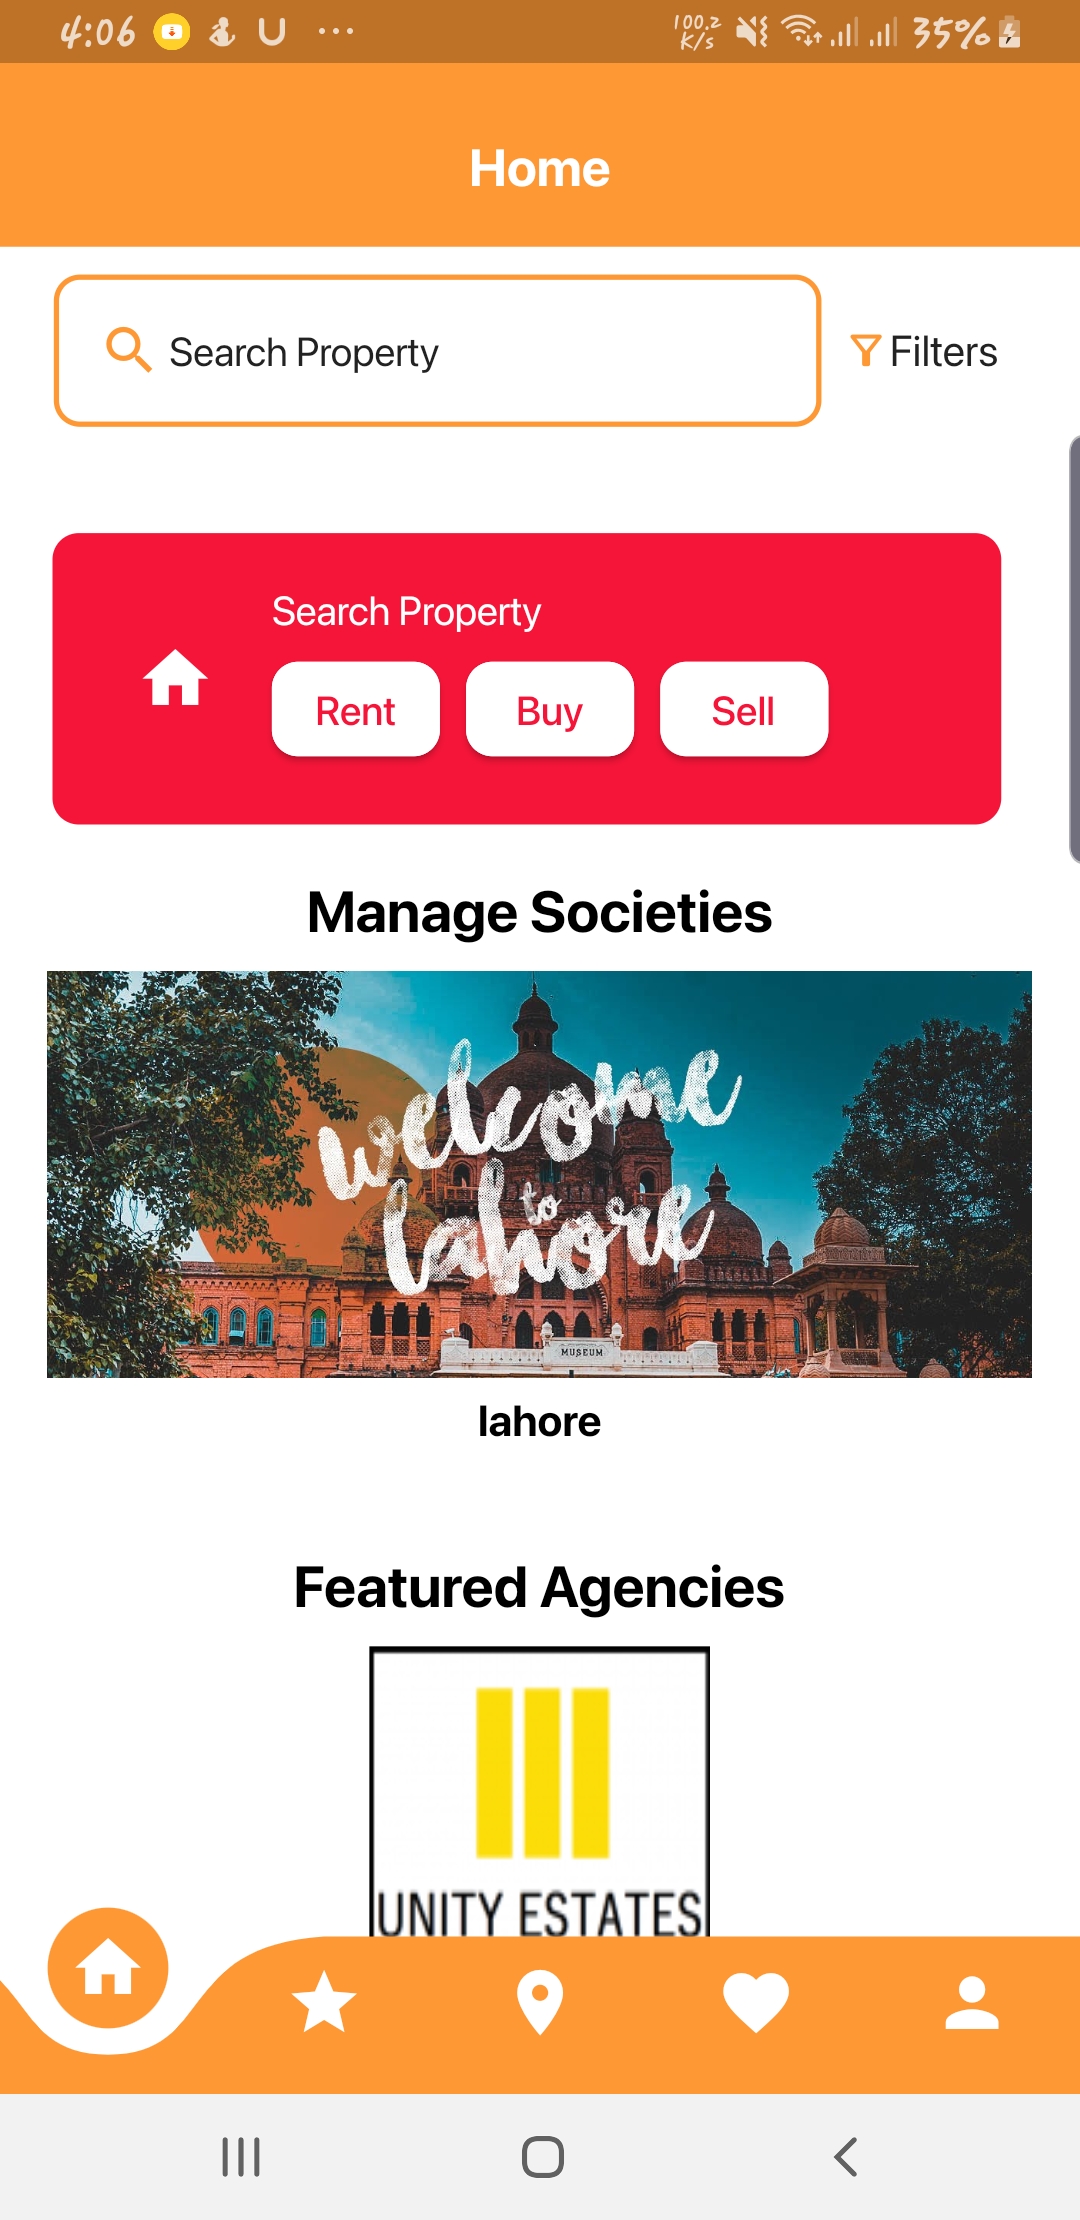 4:06 100.2 K/s 35%
Home
Search Property Filters
Search Property
Rent Buy Sell
Manage Societies
welcome
to
lahore
MUSEUM
lahore
Featured Agencies
UNITY ESTATES